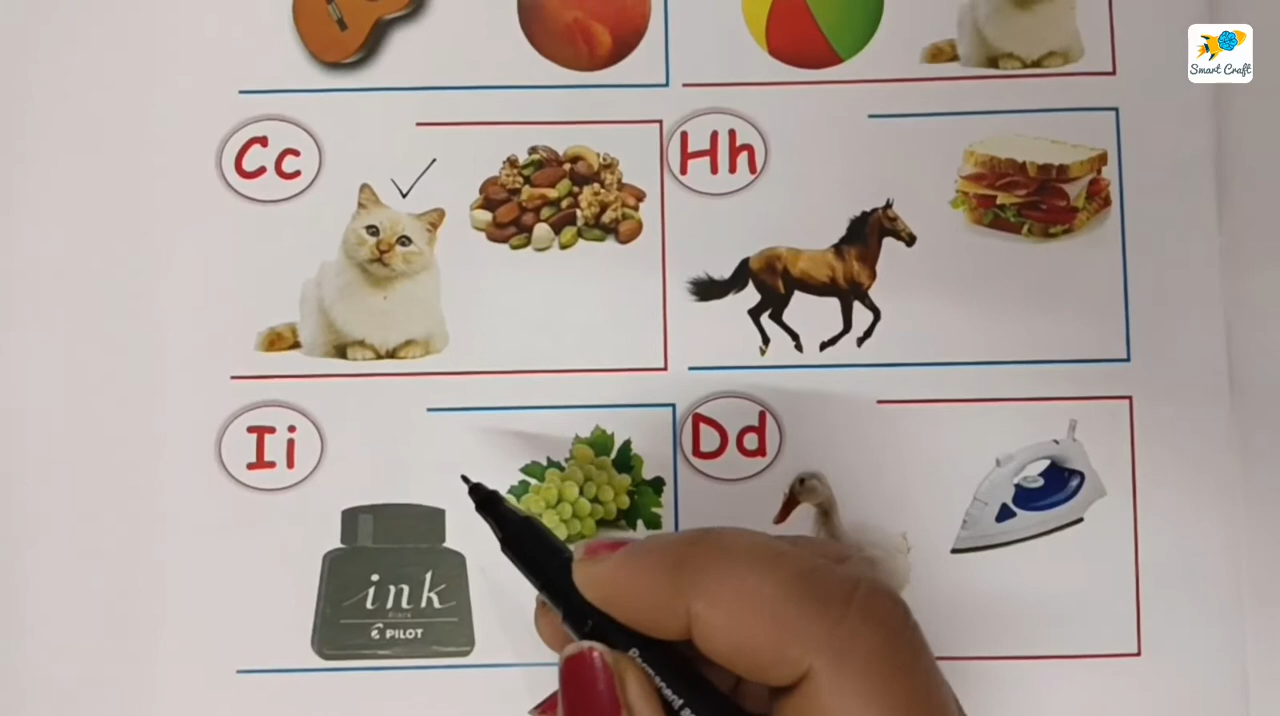 Smart Craft
Cc
Hh
Ii
Dd
ink
PILOT
Permanent